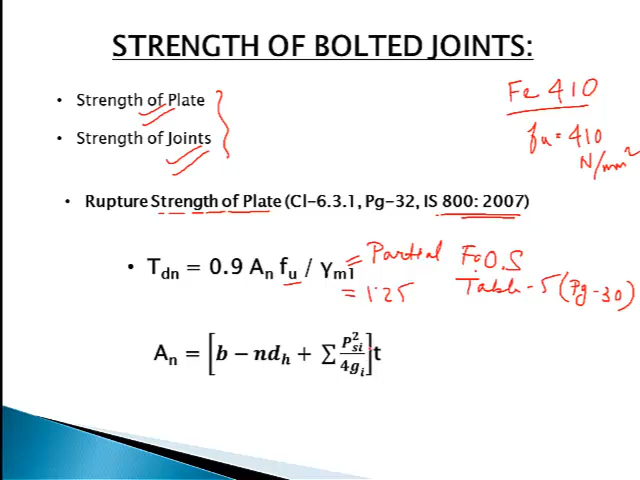 STRENGTH OF BOLTED JOINTS:
• Strength of Plate
• Strength of Joints
Fe 410
fu = 410
N/mm²
• Rupture Strength of Plate (Cl-6.3.1, Pg-32, IS 800: 2007)
• Tdn = 0.9 An fu / γm1
= Partial F.O.S
= 1.25 Table-5 (Pg-30)
An = [b − ndh + Σ Psi²/4gi]t